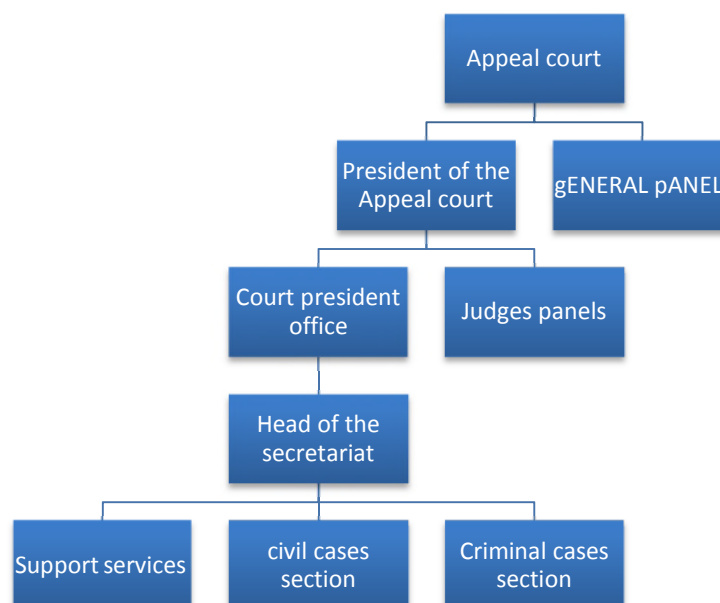 Appeal court
President of the
Appeal court
gENERAL pANEL
Court president
office
Judges panels
Head of the
secretariat
Support services
civil cases
section
Criminal cases
section